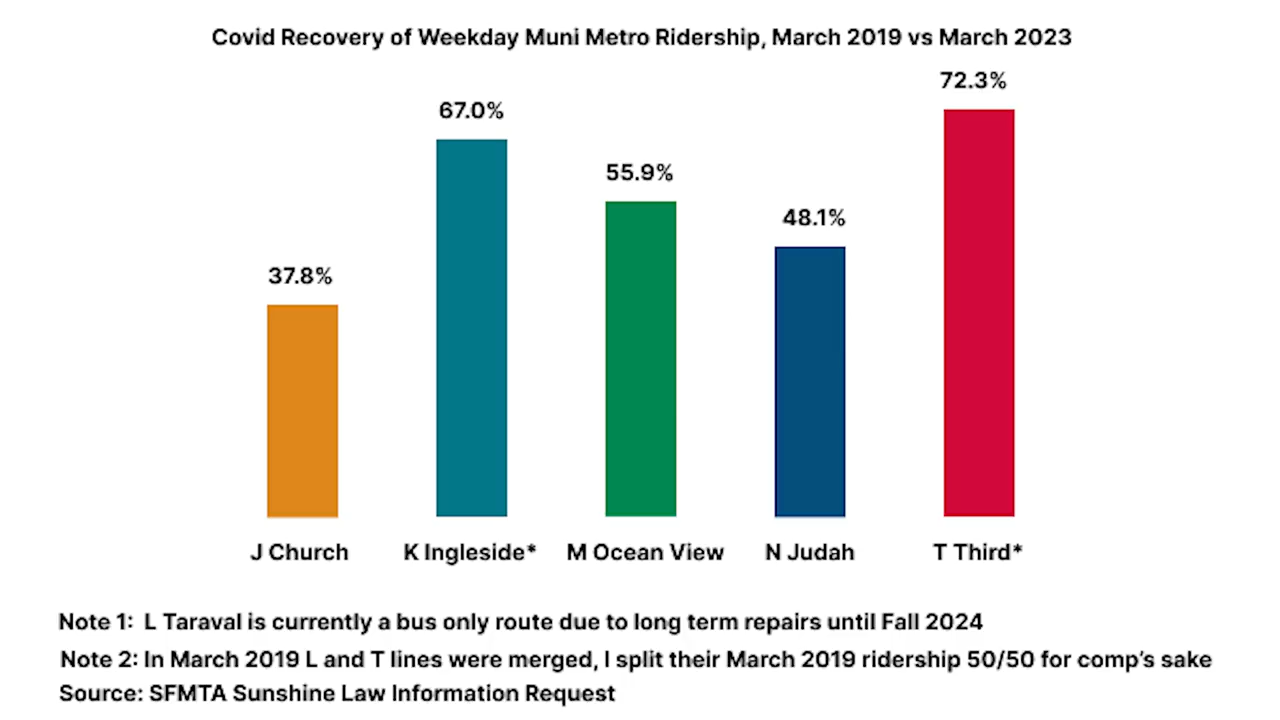 Covid Recovery of Weekday Muni Metro Ridership, March 2019 vs March 2023
72.3%
67.0%
55.9%
48.1%
37.8%
J Church K Ingleside* M Ocean View N Judah T Third*
Note 1: L Taraval is currently a bus only route due to long term repairs until Fall 2024
Note 2: In March 2019 L and T lines were merged, I split their March 2019 ridership 50/50 for comp's sake
Source: SFMTA Sunshine Law Information Request